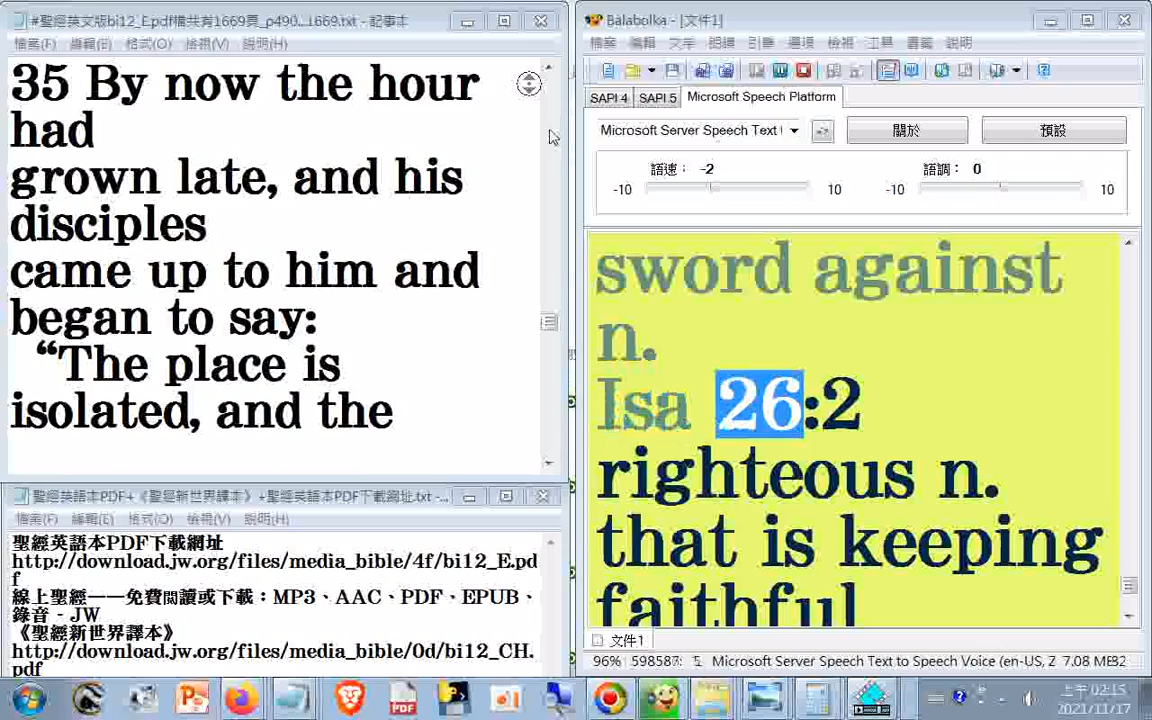 #聖經英文版bi12_E.pdf檔共有1669頁_p490...1669.txt - 記事本
檔案(F) 編輯(E) 格式(O) 檢視(V) 說明(H)
35 By now the hour
had
grown late, and his
disciples
came up to him and
began to say:
“The place is
isolated, and the
聖經英語本PDF+《聖經新世界譯本》+聖經英語本PDF下載網址.txt -...
檔案(F) 編輯(E) 格式(O) 檢視(V) 說明(H)
聖經英語本PDF下載網址
http://download.jw.org/files/media_bible/4f/bi12_E.pd
f
線上聖經——免費閱讀或下載：MP3、AAC、PDF、EPUB、
錄音 - JW
《聖經新世界譯本》
http://download.jw.org/files/media_bible/0d/bi12_CH.
pdf
Balabolka - [文件1]
檔案 編輯 文字 朗讀 引擎 選項 檢視 工具 書籤 說明
SAPI 4 SAPI 5 Microsoft Speech Platform
Microsoft Server Speech Text 關於 預設
語速： -2 語調： 0
-10 10 -10 10
sword against
n.
Isa 26:2
righteous n.
that is keeping
faithful
文件1
96% 598587: Microsoft Server Speech Text to Speech Voice (en-US, Z 7.08 MB
上午 02:15
2021/11/17